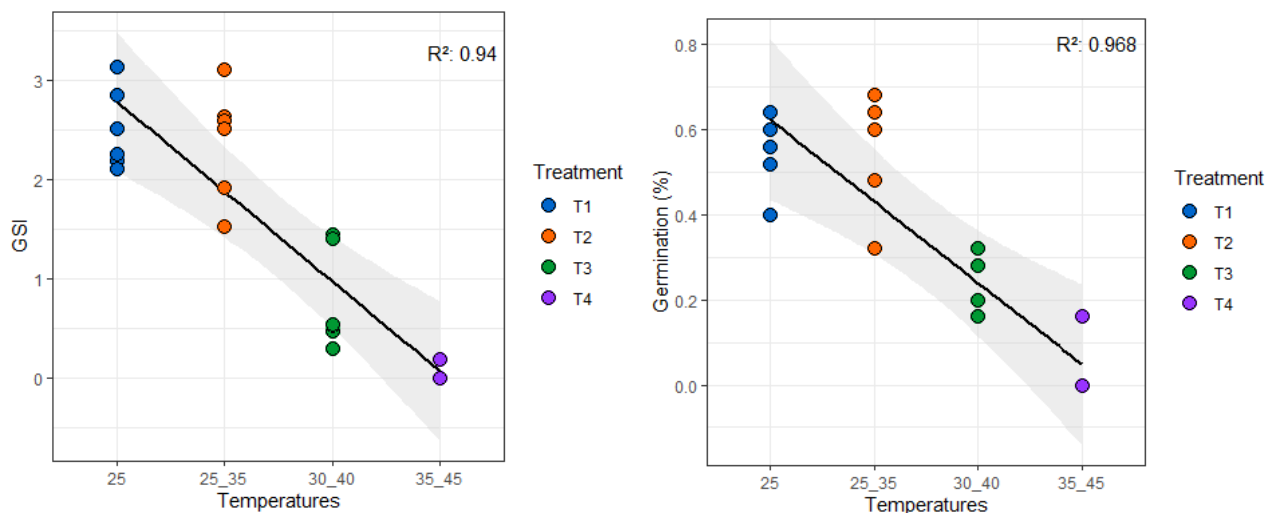 R²: 0.94
3
2
1
0
GSI
25
25_35
30_40
35_45
Temperatures
Treatment
T1
T2
T3
T4
R²: 0.968
0.8
0.6
0.4
0.2
0.0
Germination (%)
25
25_35
30_40
35_45
Temperatures
Treatment
T1
T2
T3
T4